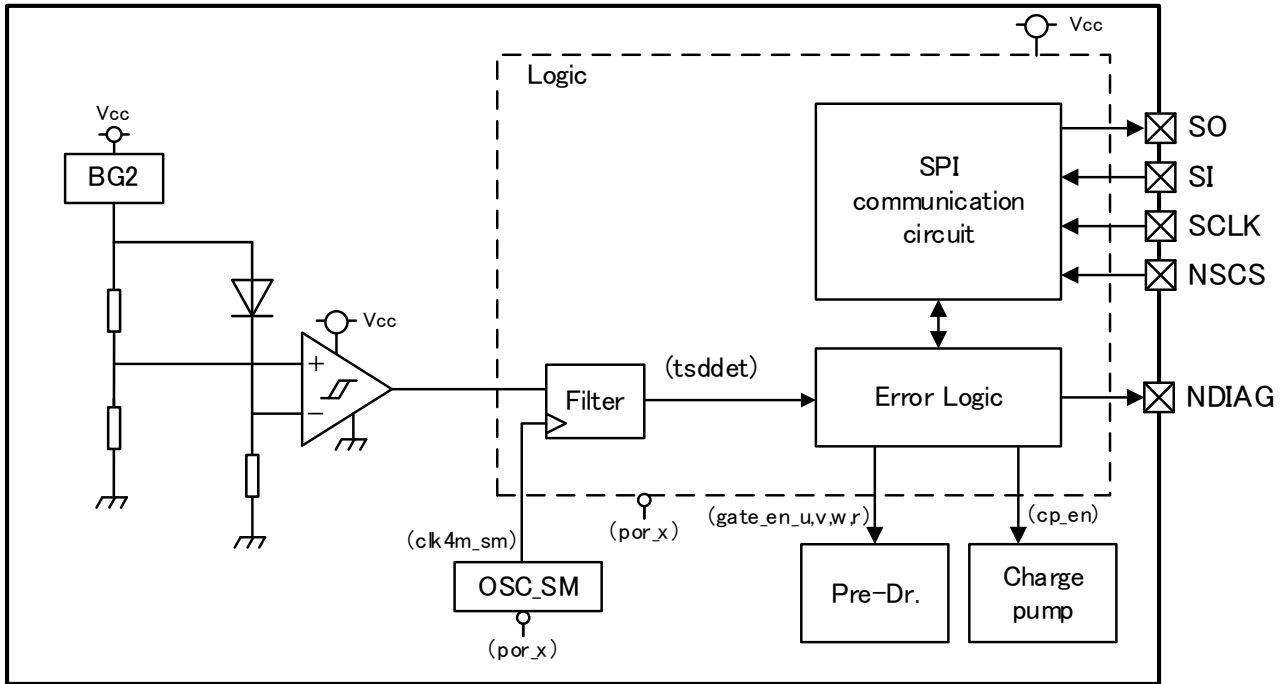 Vcc
Logic
Vcc
BG2
SPI
communication
circuit
SO
SI
SCLK
NSCS
Vcc
+
−
Filter
(tsddet)
Error Logic
NDIAG
(clk4m_sm)
(por_x)
(gate_en_u,v,w,r)
(cp_en)
OSC_SM
(por_x)
Pre-Dr.
Charge
pump